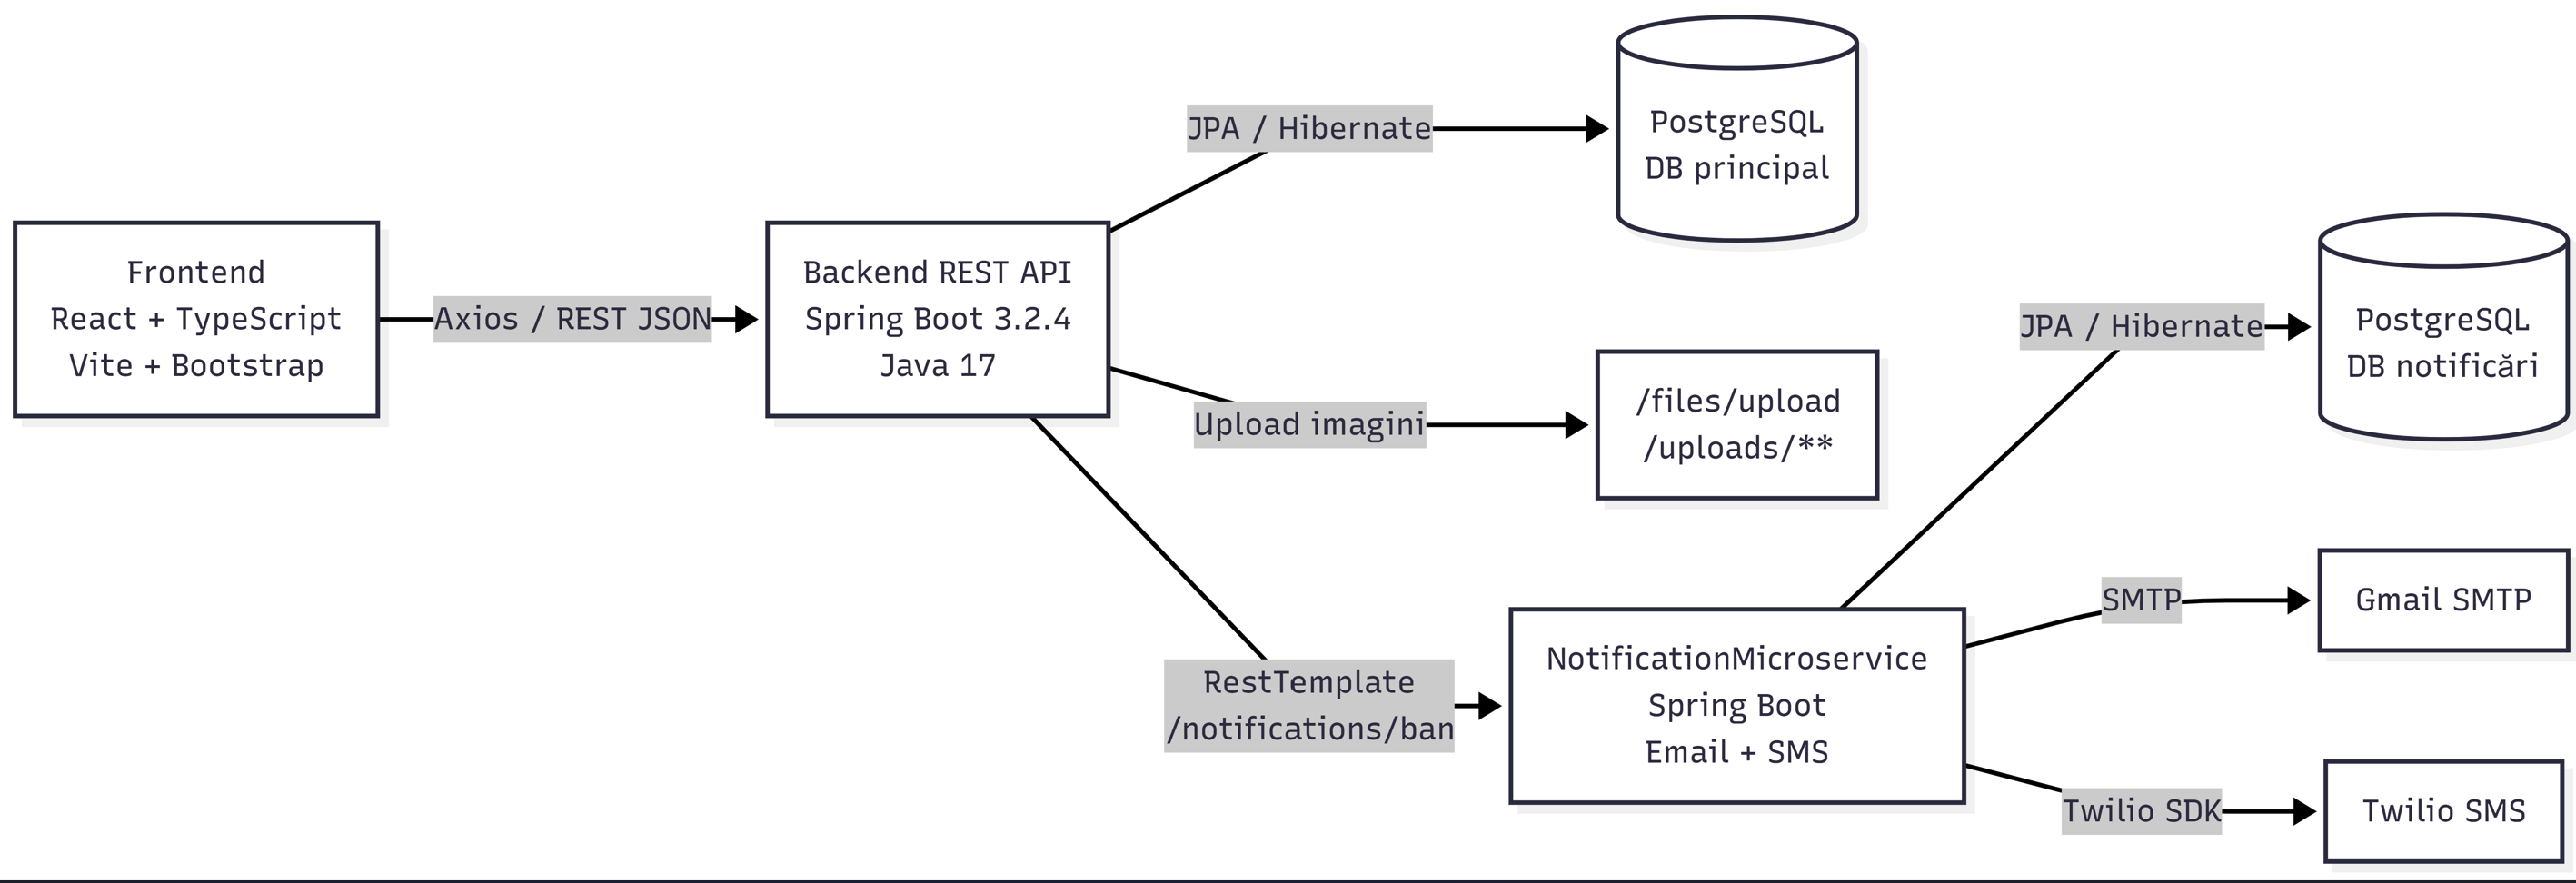 Frontend
React + TypeScript
Vite + Bootstrap
Axios / REST JSON
Backend REST API
Spring Boot 3.2.4
Java 17
JPA / Hibernate
PostgreSQL
DB principal
Upload imagini
/files/upload
/uploads/**
RestTemplate
/notifications/ban
NotificationMicroservice
Spring Boot
Email + SMS
JPA / Hibernate
PostgreSQL
DB notificări
SMTP
Gmail SMTP
Twilio SDK
Twilio SMS